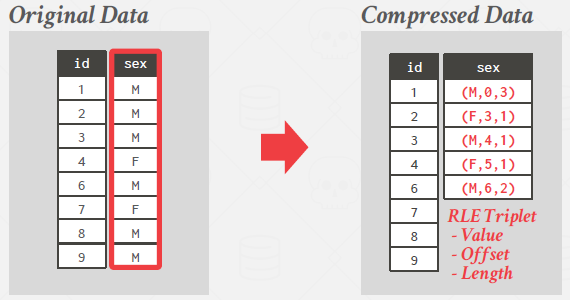 Original Data
id sex
1 M
2 M
3 M
4 F
6 M
7 F
8 M
9 M
Compressed Data
id sex
1 (M,0,3)
2 (F,3,1)
3 (M,4,1)
4 (F,5,1)
6 (M,6,2)
7
8
9
RLE Triplet
- Value
- Offset
- Length